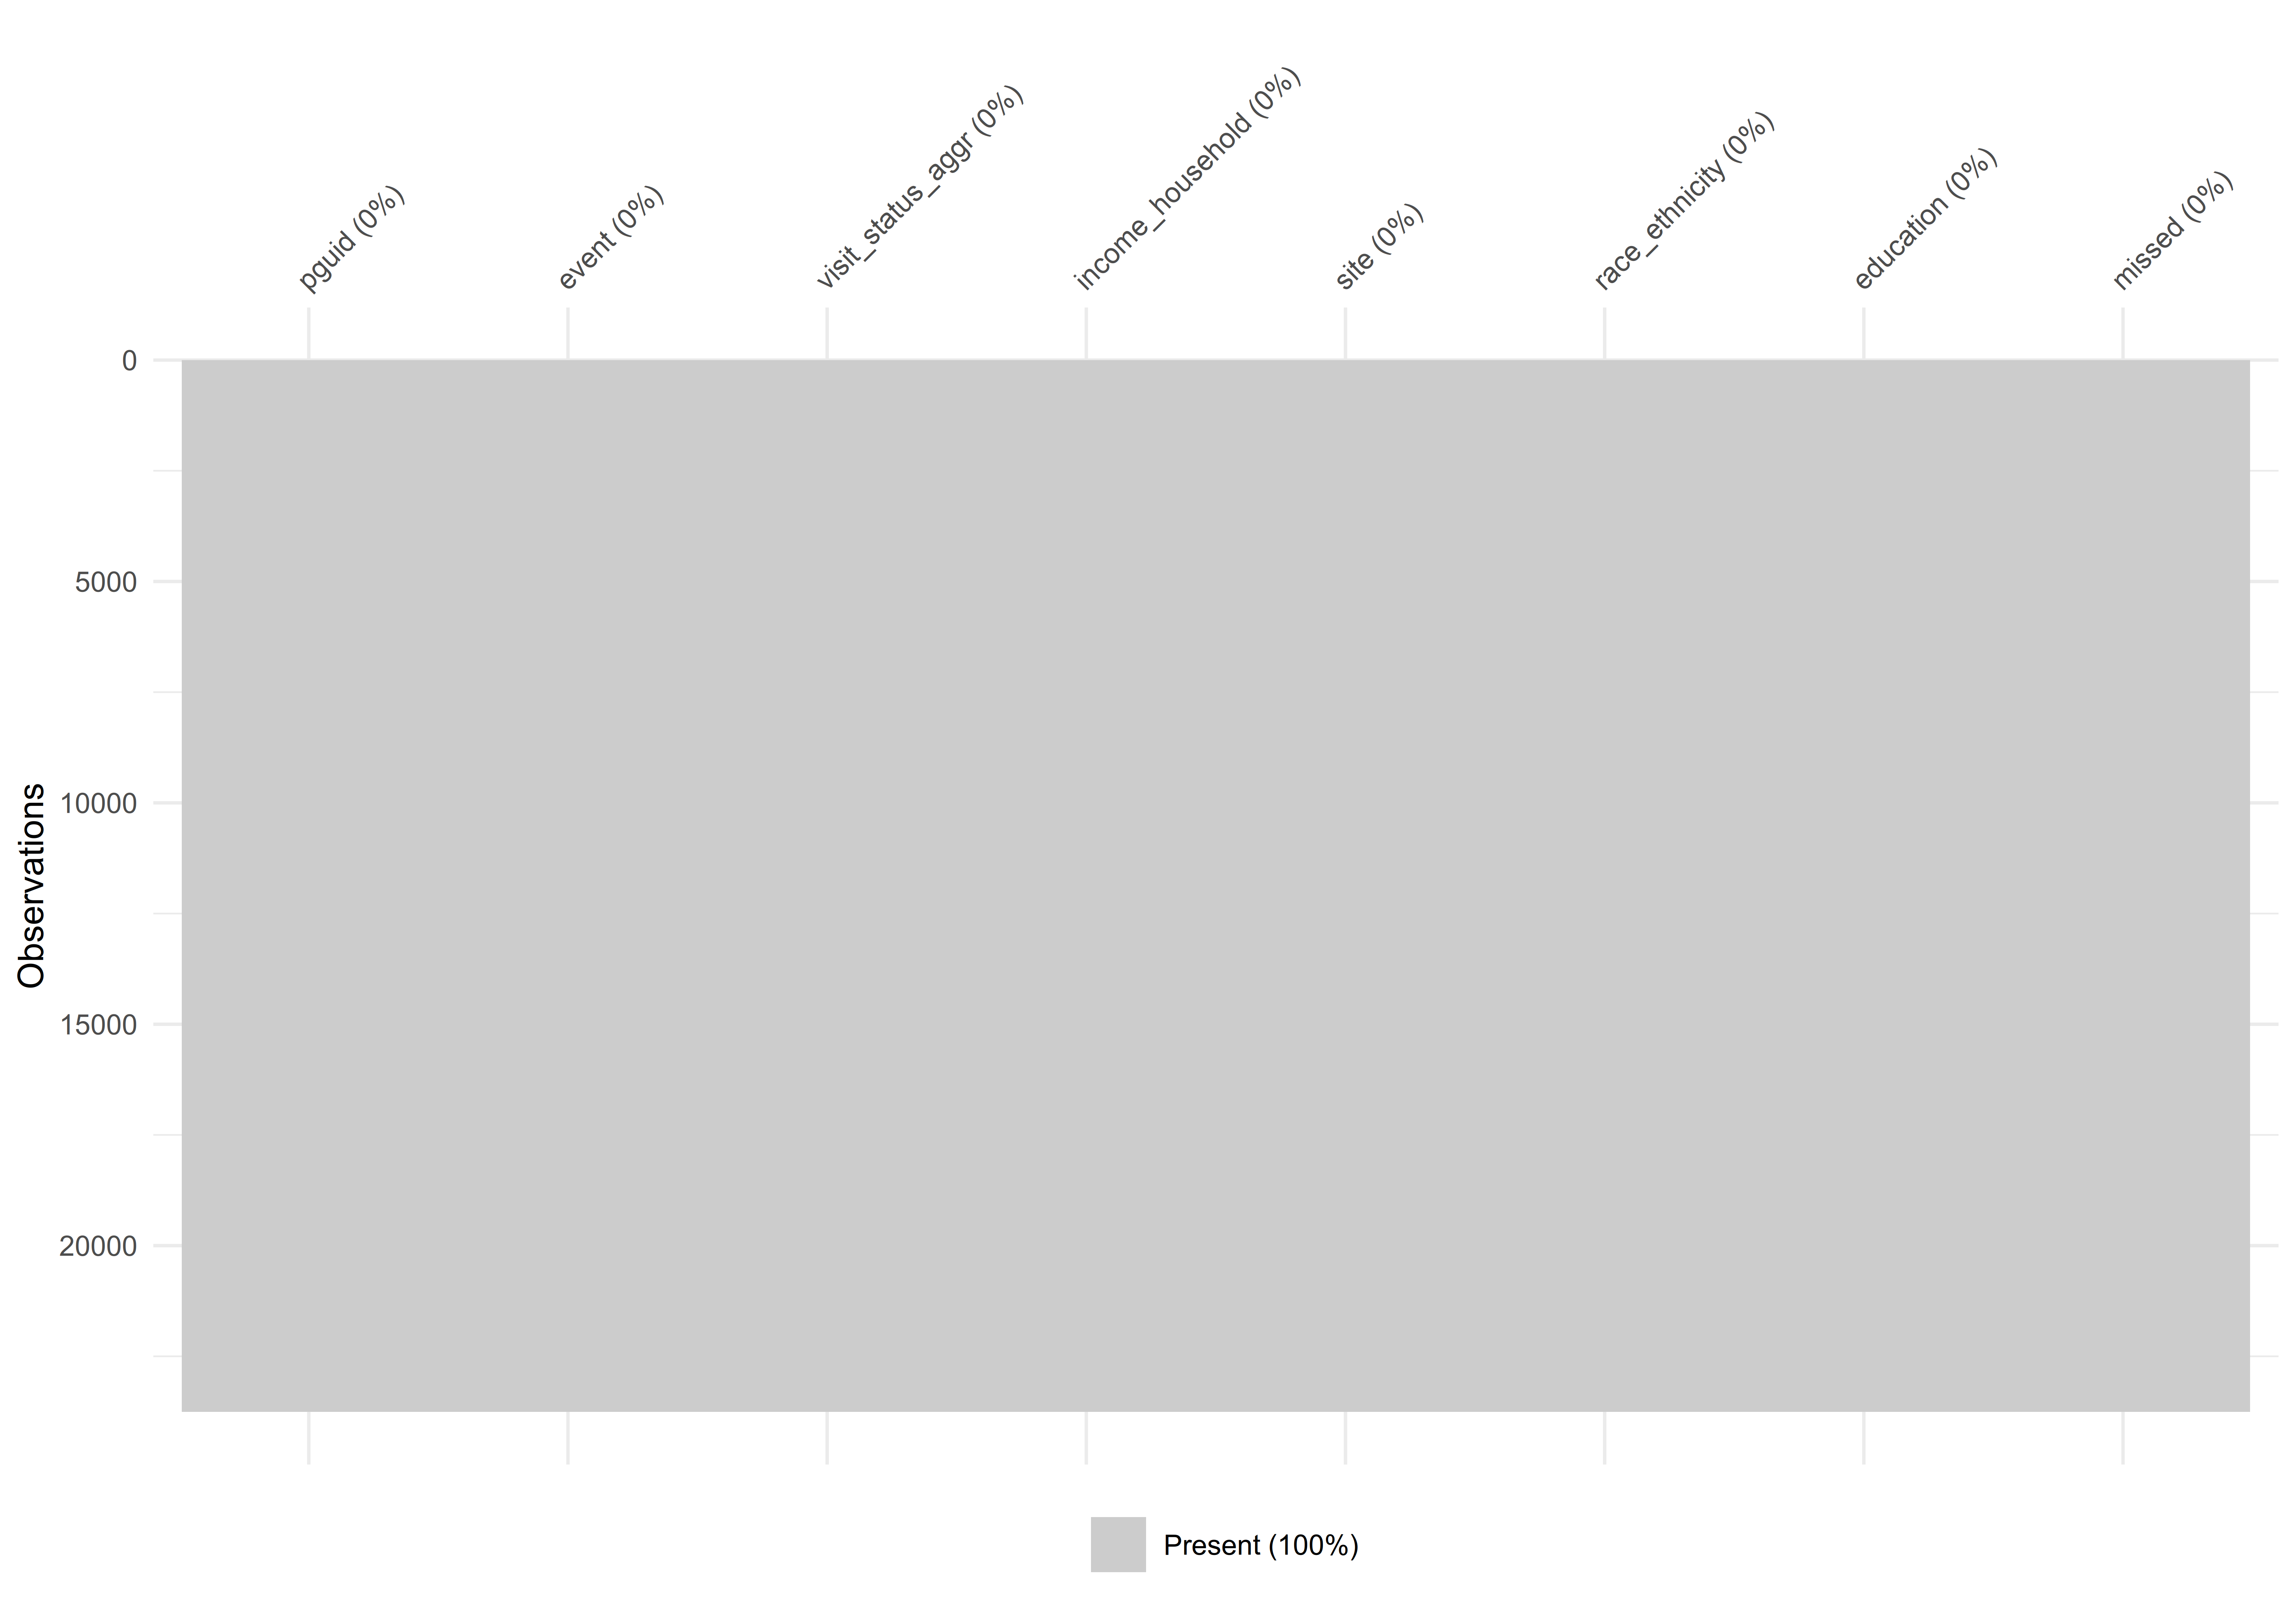 pguid (0%)
event (0%)
visit_status_aggr (0%)
income_household (0%)
site (0%)
race_ethnicity (0%)
education (0%)
missed (0%)
0
5000
10000
15000
20000
Observations
Present (100%)